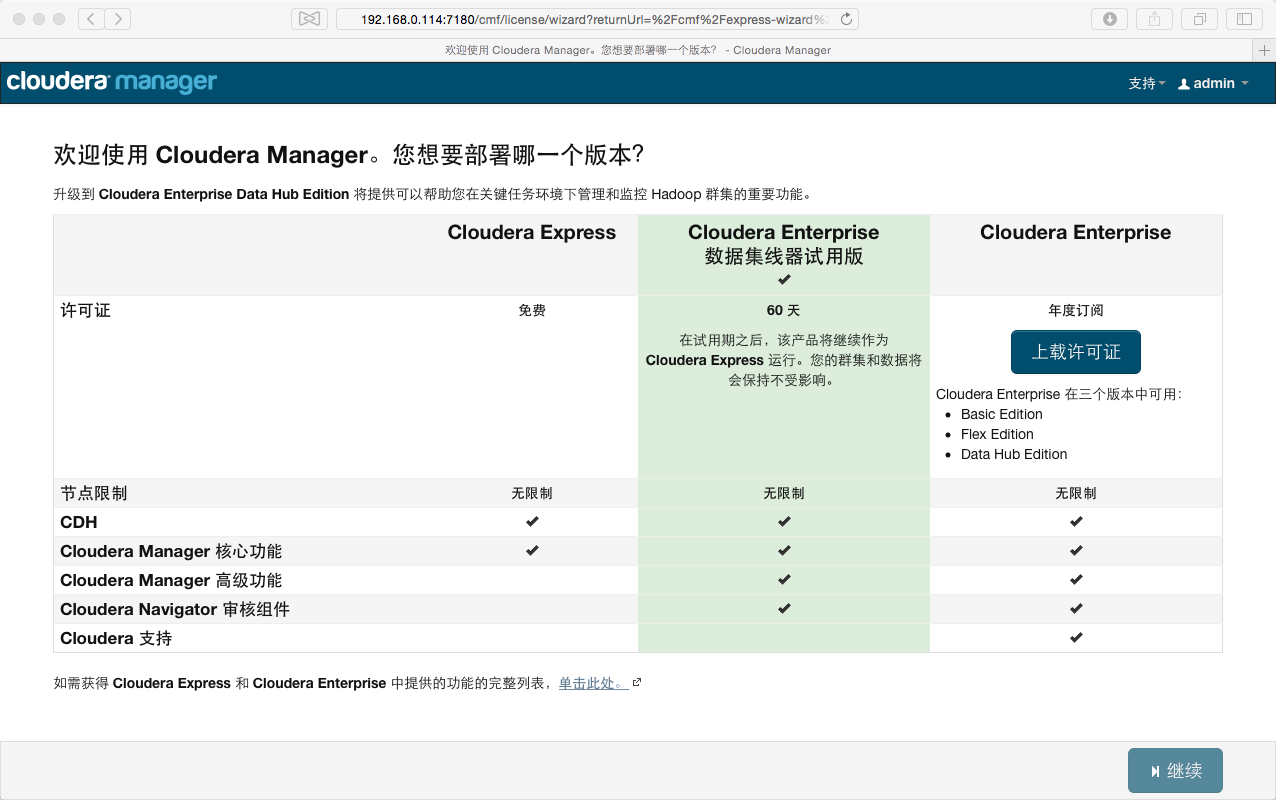 192.168.0.114:7180/cmf/license/wizard?returnUrl=%2Fcmf%2Fexpress-wizard%
欢迎使用 Cloudera Manager。您想要部署哪一个版本? - Cloudera Manager
cloudera manager
支持
admin
欢迎使用 Cloudera Manager。您想要部署哪一个版本?
升级到 Cloudera Enterprise Data Hub Edition 将提供可以帮助您在关键任务环境下管理和监控 Hadoop 群集的重要功能。
Cloudera Express
Cloudera Enterprise
数据集线器试用版
Cloudera Enterprise
许可证
免费
60 天
在试用期之后，该产品将继续作为
Cloudera Express 运行。您的群集和数据将
会保持不受影响。
年度订阅
上载许可证
Cloudera Enterprise 在三个版本中可用：
Basic Edition
Flex Edition
Data Hub Edition
节点限制 无限制 无限制 无限制
CDH
Cloudera Manager 核心功能
Cloudera Manager 高级功能
Cloudera Navigator 审核组件
Cloudera 支持
如需获得 Cloudera Express 和 Cloudera Enterprise 中提供的功能的完整列表，单击此处。
继续